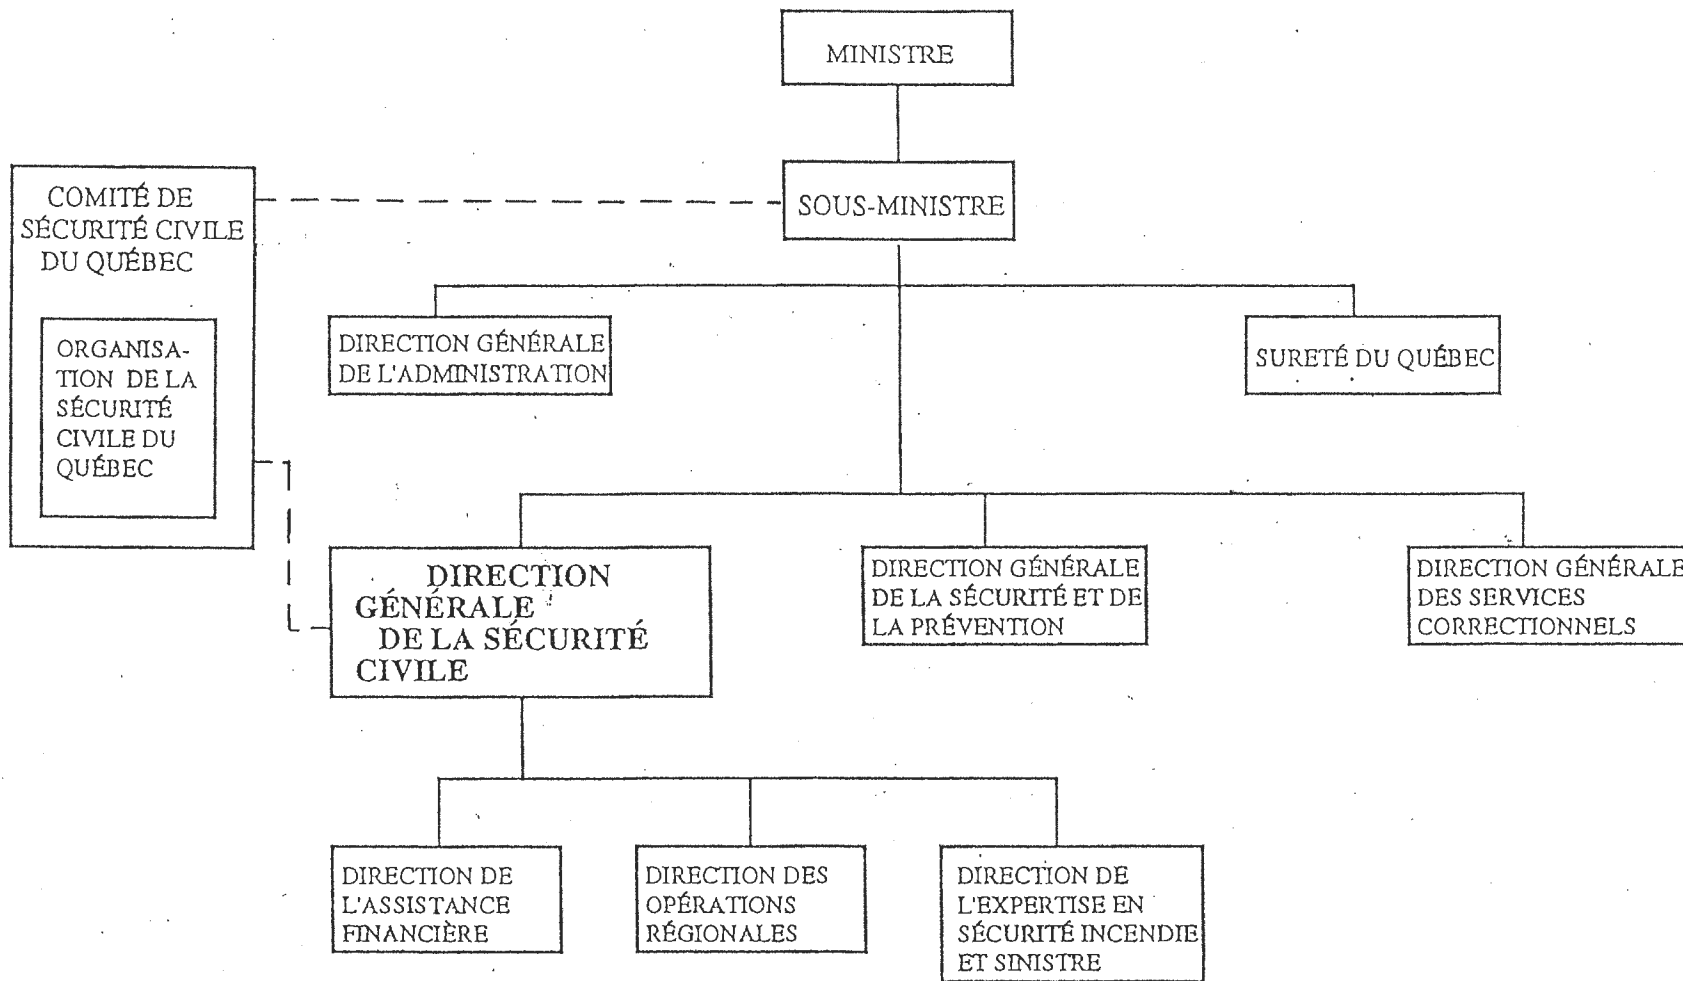 MINISTRE
SOUS-MINISTRE
COMITÉ DE
SÉCURITÉ CIVILE
DU QUÉBEC
ORGANISA-
TION DE LA
SÉCURITÉ
CIVILE DU
QUÉBEC
DIRECTION GÉNÉRALE
DE L'ADMINISTRATION
SURETÉ DU QUÉBEC
DIRECTION
GÉNÉRALE
DE LA SÉCURITÉ
CIVILE
DIRECTION GÉNÉRALE
DE LA SÉCURITÉ ET DE
LA PRÉVENTION
DIRECTION GÉNÉRALE
DES SERVICES
CORRECTIONNELS
DIRECTION DE
L'ASSISTANCE
FINANCIÈRE
DIRECTION DES
OPÉRATIONS
RÉGIONALES
DIRECTION DE
L'EXPERTISE EN
SÉCURITÉ INCENDIE
ET SINISTRE